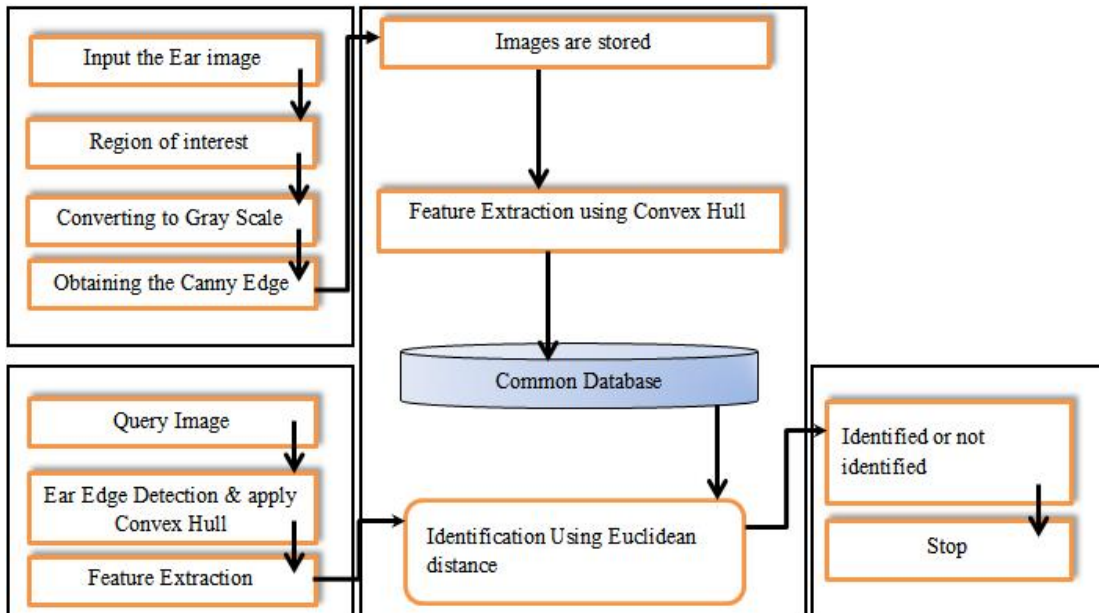 Input the Ear image
Region of interest
Converting to Gray Scale
Obtaining the Canny Edge
Images are stored
Feature Extraction using Convex Hull
Common Database
Query Image
Ear Edge Detection & apply
Convex Hull
Feature Extraction
Identification Using Euclidean
distance
Identified or not
identified
Stop